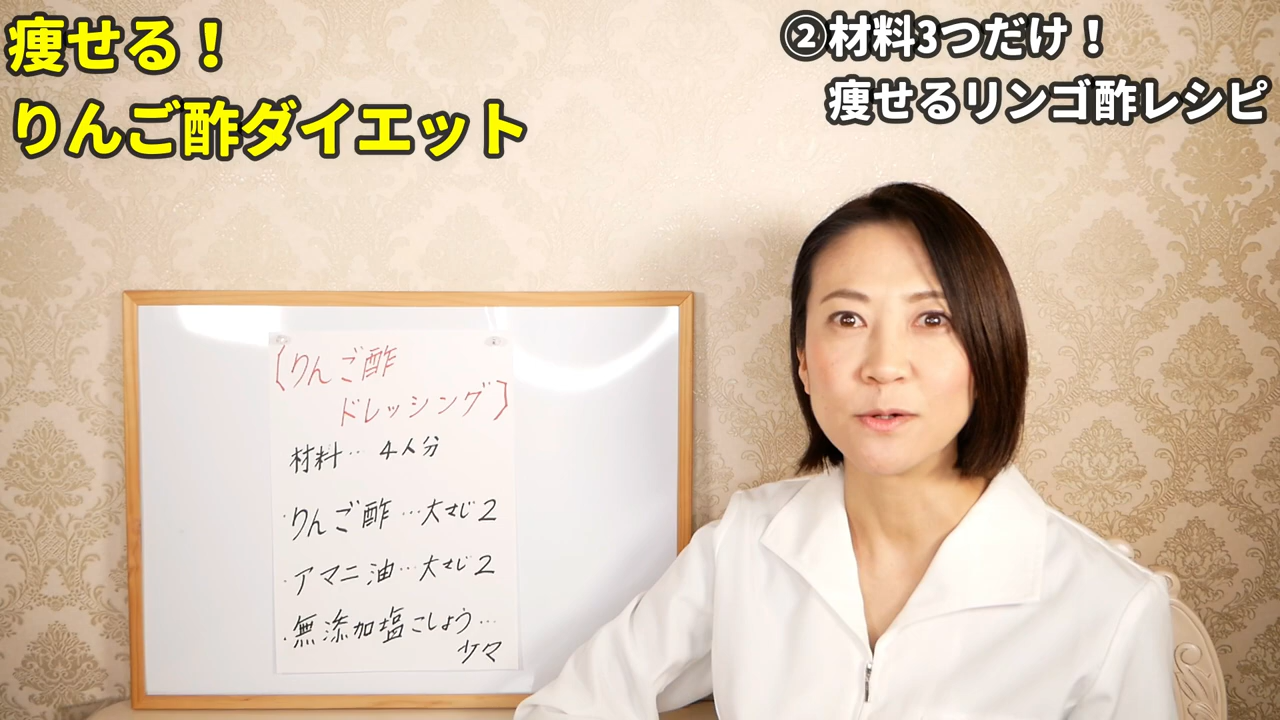 痩せる！
りんご酢ダイエット
②材料3つだけ！
痩せるリンゴ酢レシピ
〔りんご酢
ドレッシング〕
材料… 4人分
・りんご酢…大さじ2
・アマニ油…大さじ2
・無添加塩こしょう…
少々